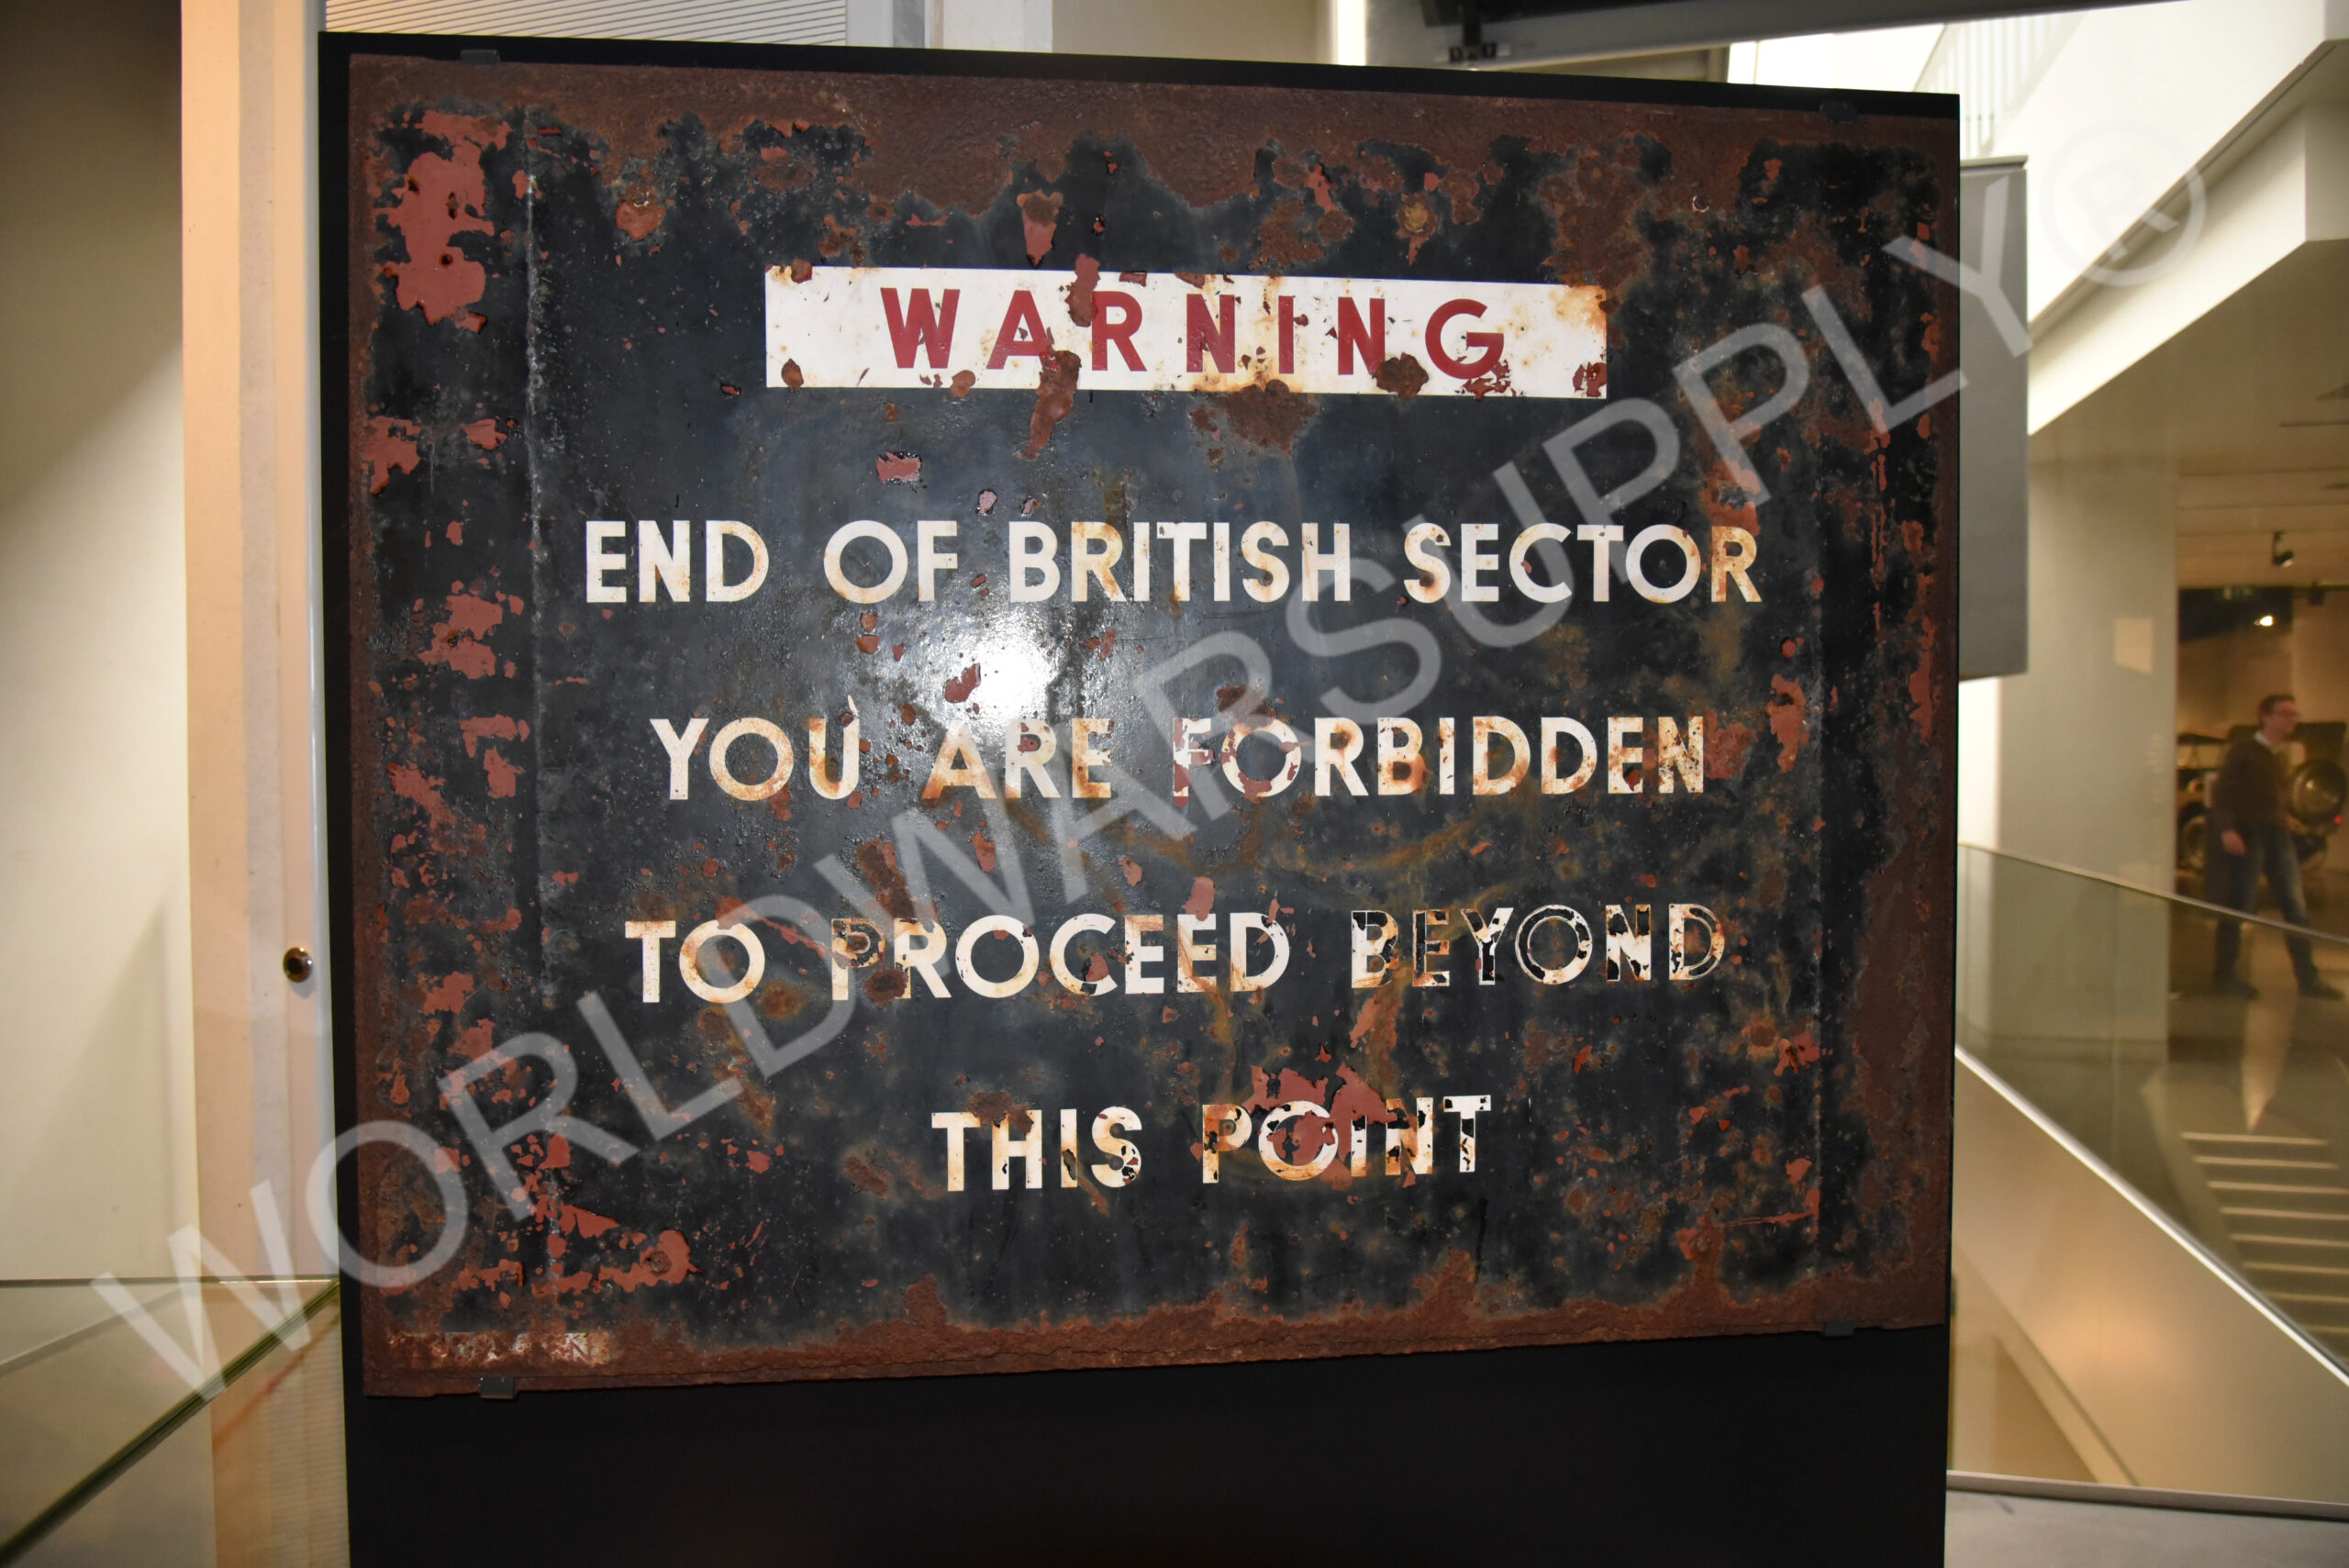 WARNING
END OF BRITISH SECTOR
YOU ARE FORBIDDEN
TO PROCEED BEYOND
THIS POINT
WORLDWARSUPPLY®